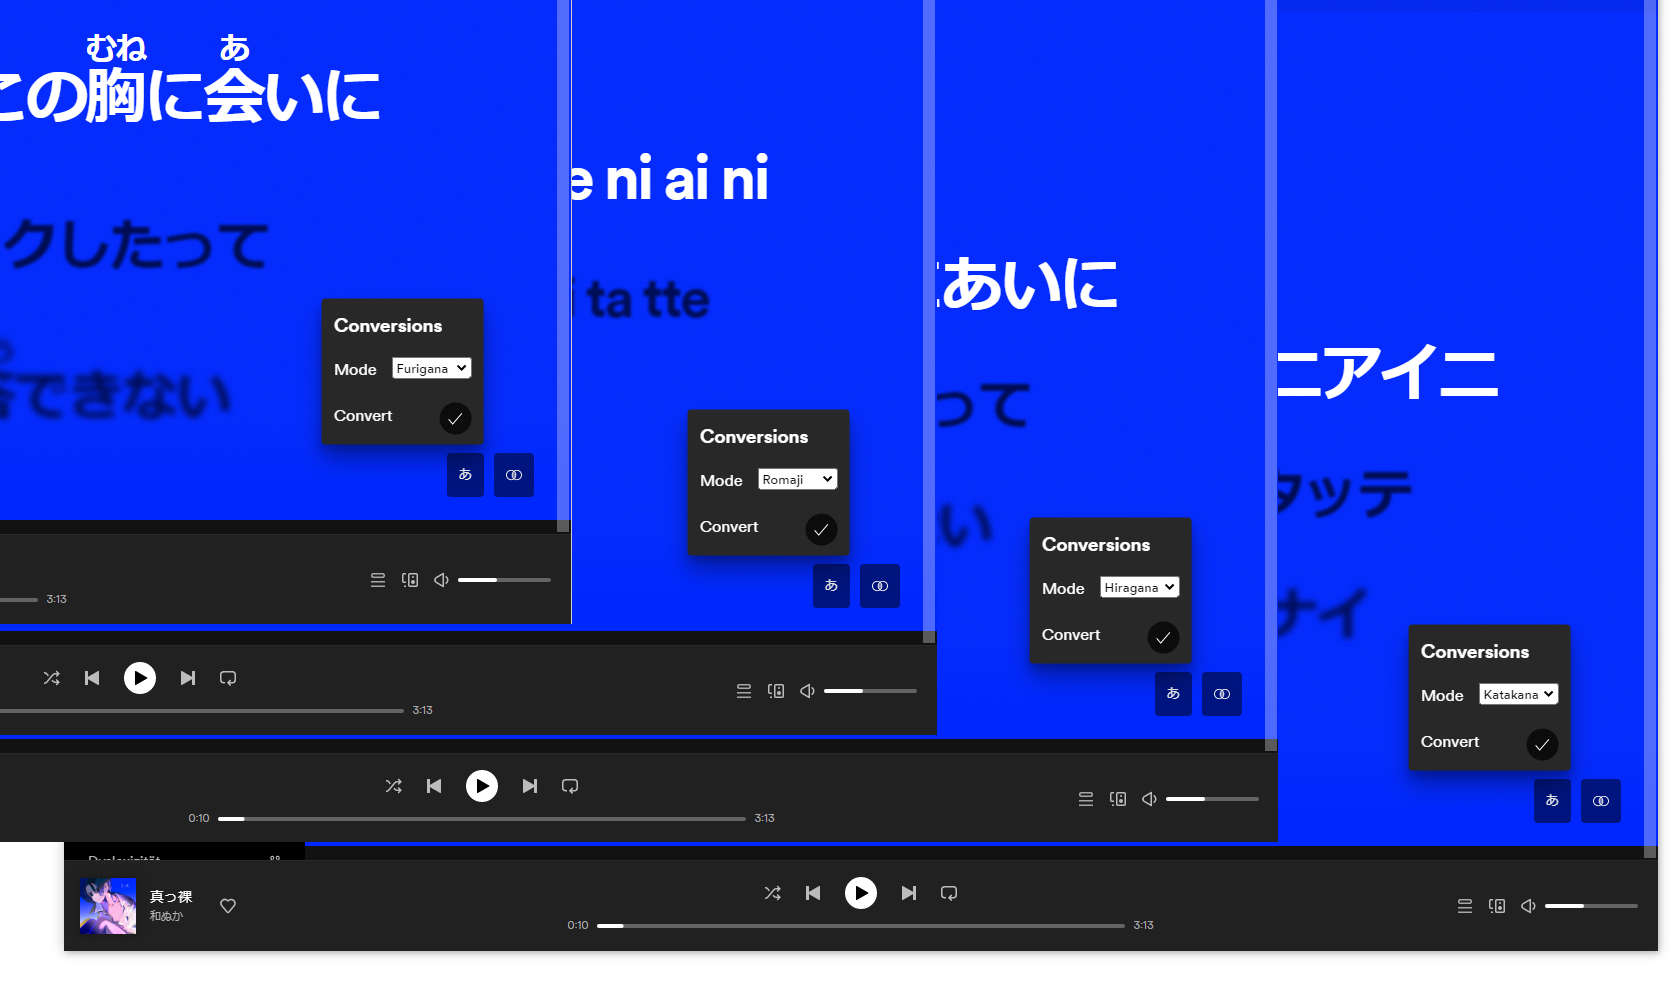 むね あ
この胸に会いに
クしたって
できない
Conversions
Mode Furigana
Convert
あ
3:13
e ni ai ni
i ta tte
Conversions
Mode Romaji
Convert
あ
3:13
にあいに
って
い
Conversions
Mode Hiragana
Convert
あ
0:10 3:13
ニアイニ
タッテ
ナイ
Conversions
Mode Katakana
Convert
あ
真っ裸
和ぬか
0:10 3:13